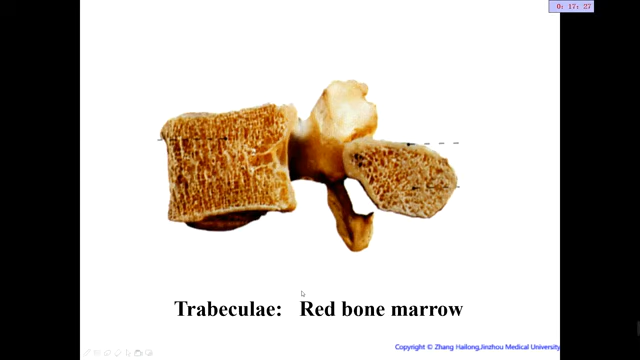 0: 17: 27
Trabeculae: Red bone marrow
Copyright © Zhang Hailong,Jinzhou Medical University